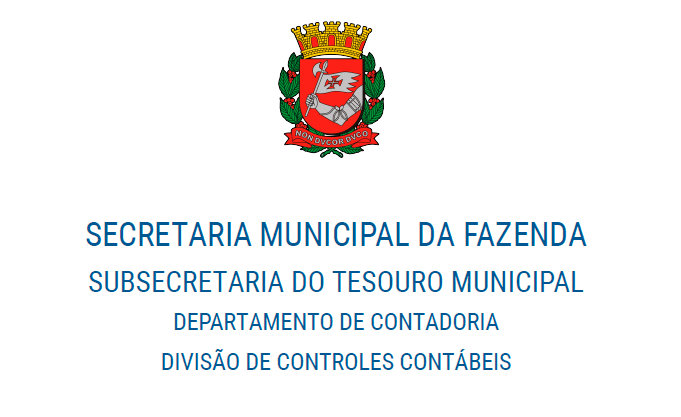 NON DVCOR DVCO
SECRETARIA MUNICIPAL DA FAZENDA
SUBSECRETARIA DO TESOURO MUNICIPAL
DEPARTAMENTO DE CONTADORIA
DIVISÃO DE CONTROLES CONTÁBEIS